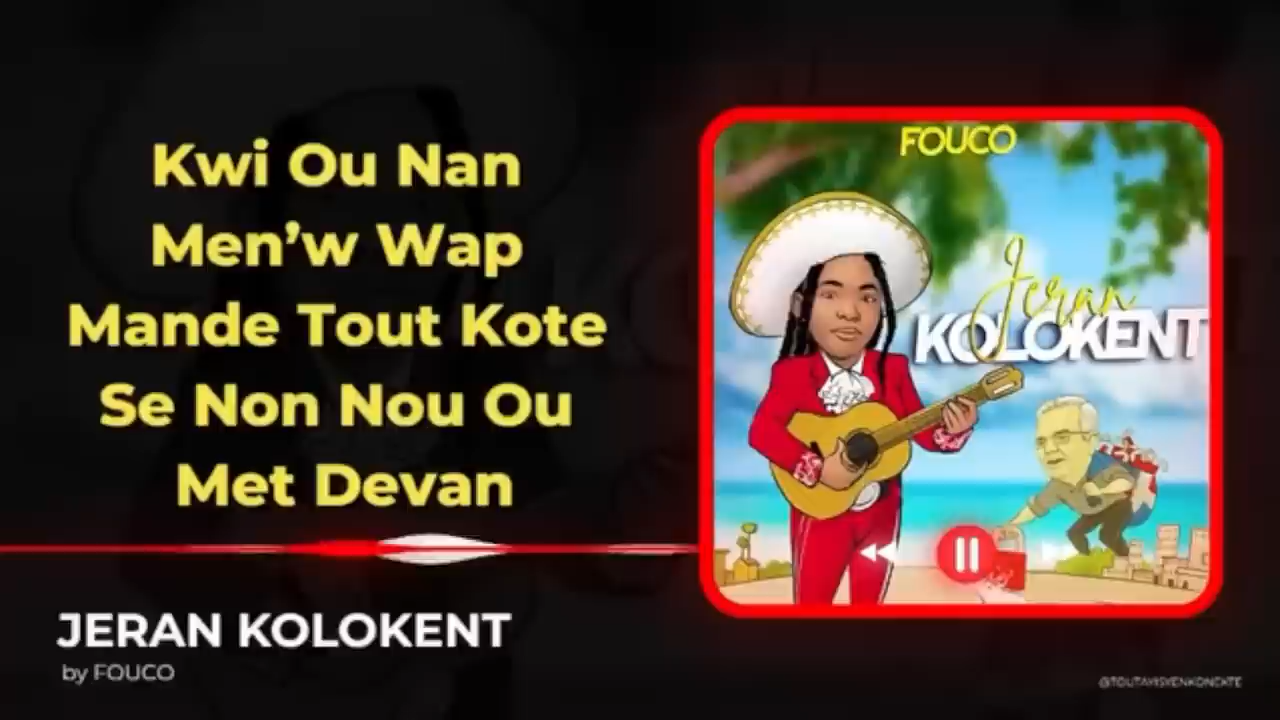 Kwi Ou Nan
Men’w Wap
Mande Tout Kote
Se Non Nou Ou
Met Devan
FOUCO
Jeran
KOLOKENT
JERAN KOLOKENT
by FOUCO